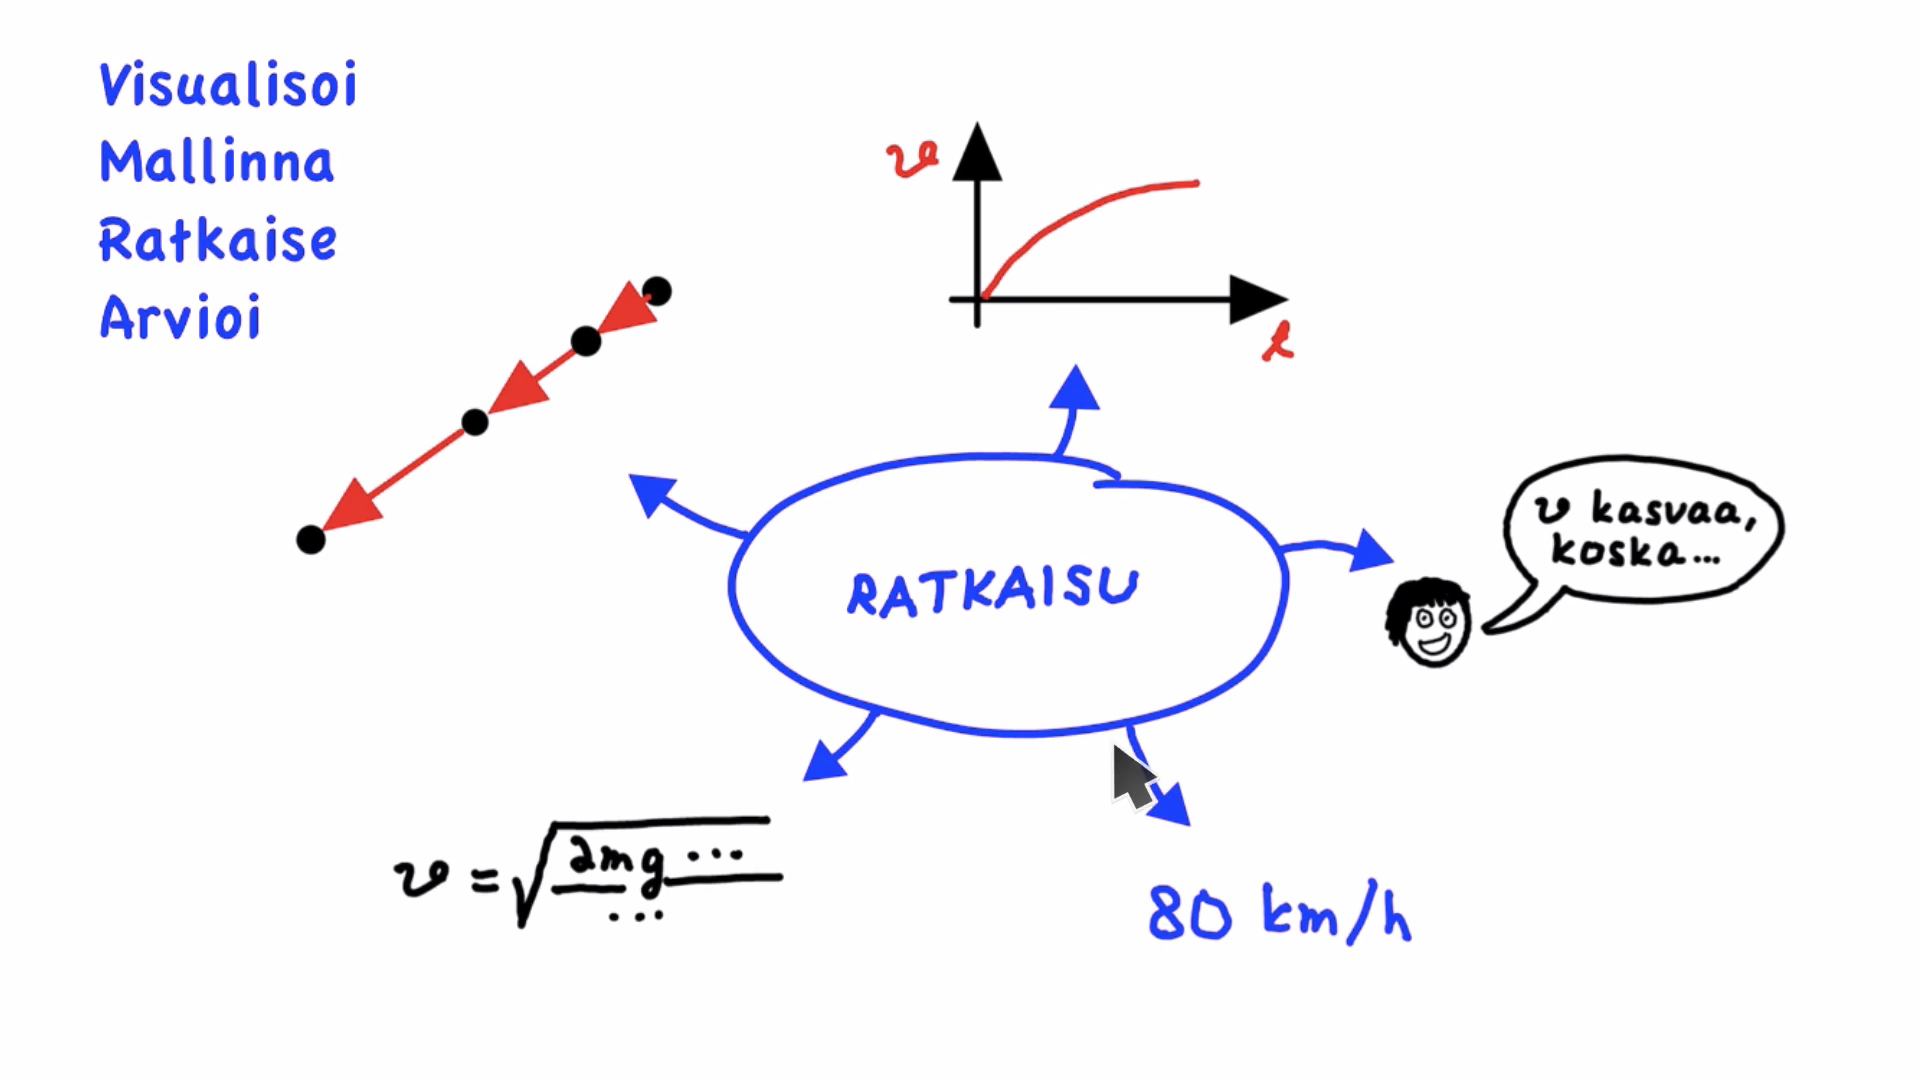 Visualisoi
Mallinna
Ratkaise
Arvioi
v
l
v kasvaa,
koska...
RATKAISU
v = √2mg ...
...
80 km/h